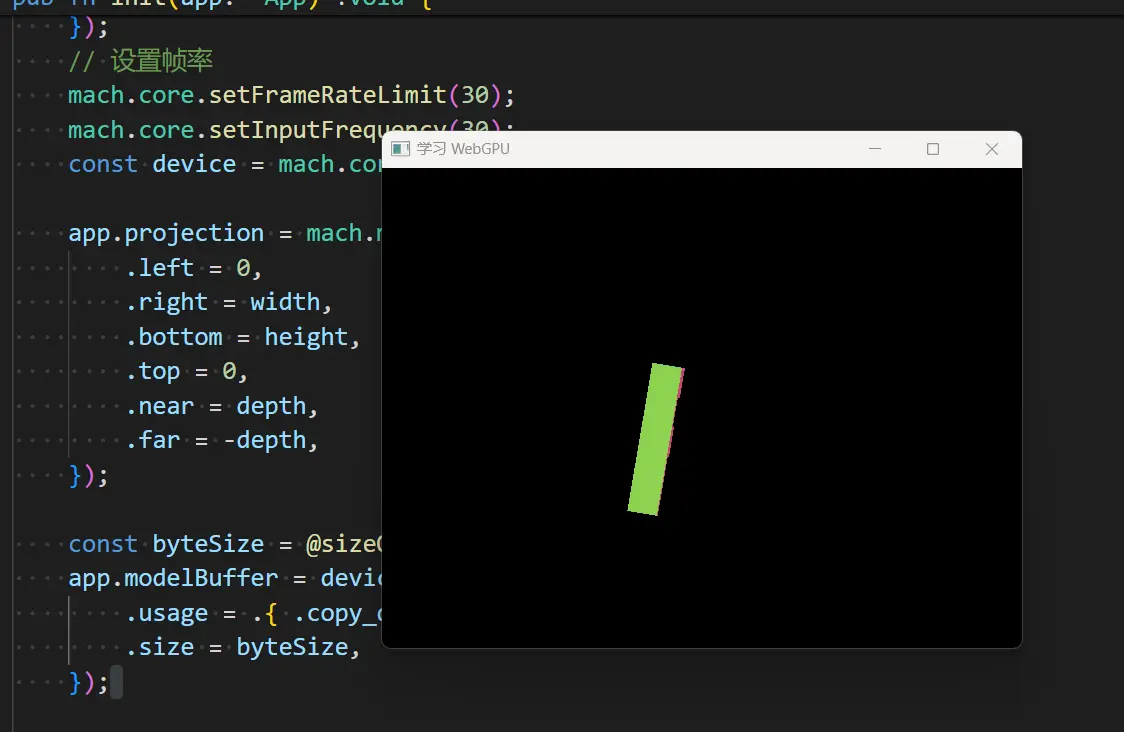 pub fn init(app: *App) !void {
});
// 设置帧率
mach.core.setFrameRateLimit(30);
mach.core.setInputFrequency(30);
const device = mach.cor
app.projection = mach.
.left = 0,
.right = width,
.bottom = height,
.top = 0,
.near = depth,
.far = -depth,
});
const byteSize = @size
app.modelBuffer = devic
.usage = .{ .copy_
.size = byteSize,
});
学习 WebGPU